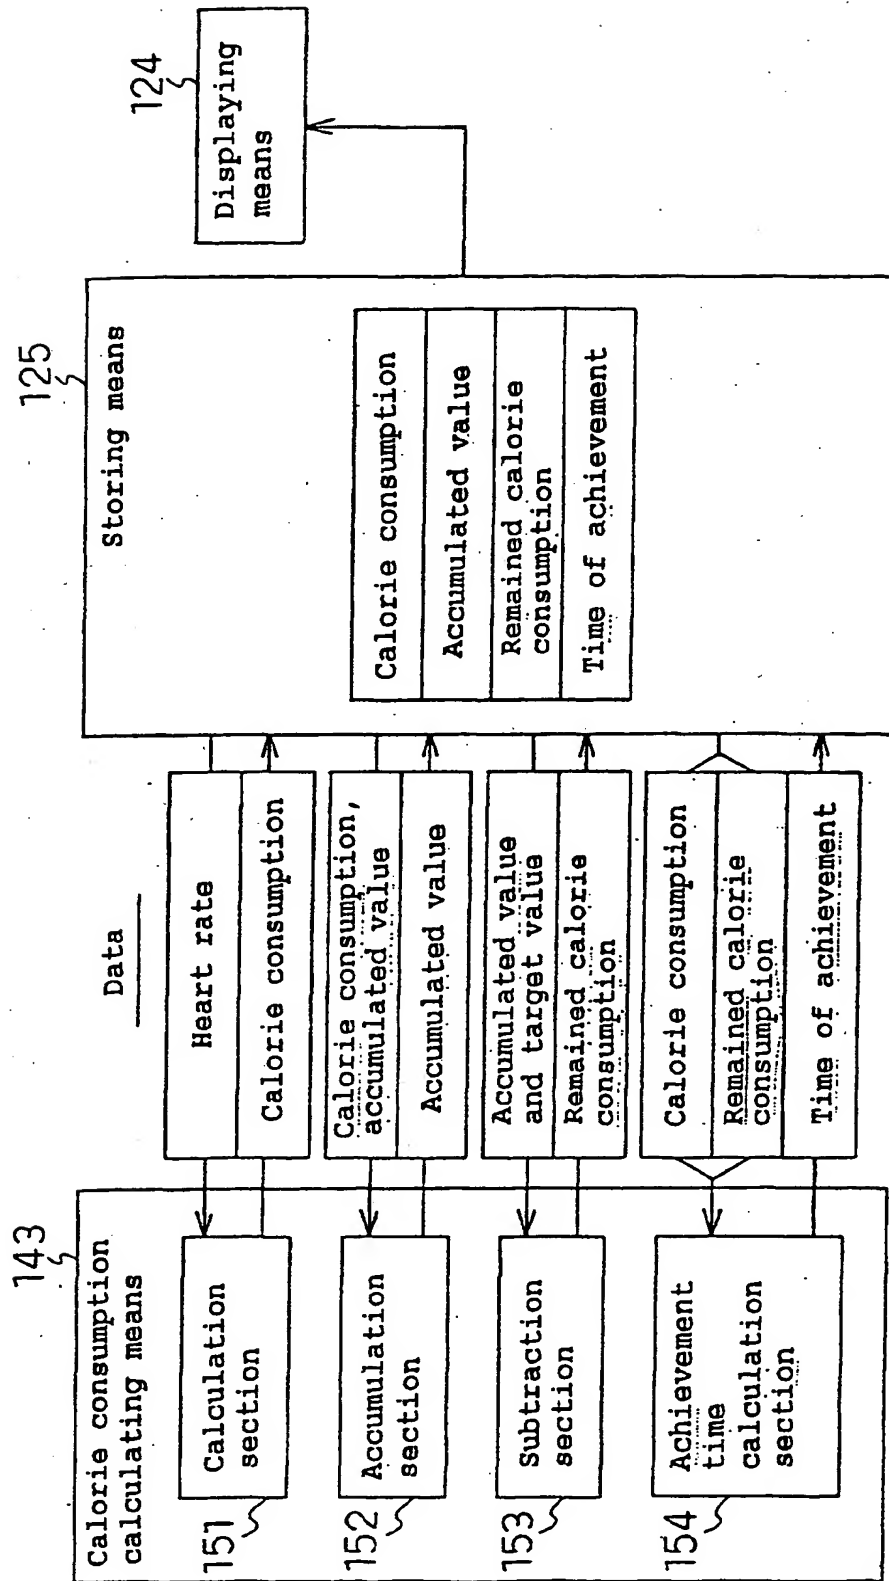 143
Calorie consumption
calculating means
151
Calculation
section
152
Accumulation
section
153
Subtraction
section
154
Achievement
time
calculation
section
Data
Heart rate
Calorie consumption
Calorie consumption,
accumulated value
Accumulated value
Accumulated value
and target value
Remained calorie
consumption
Calorie consumption
Remained calorie
consumption
Time of achievement
125
Storing means
Calorie consumption
Accumulated value
Remained calorie
consumption
Time of achievement
124
Displaying
means